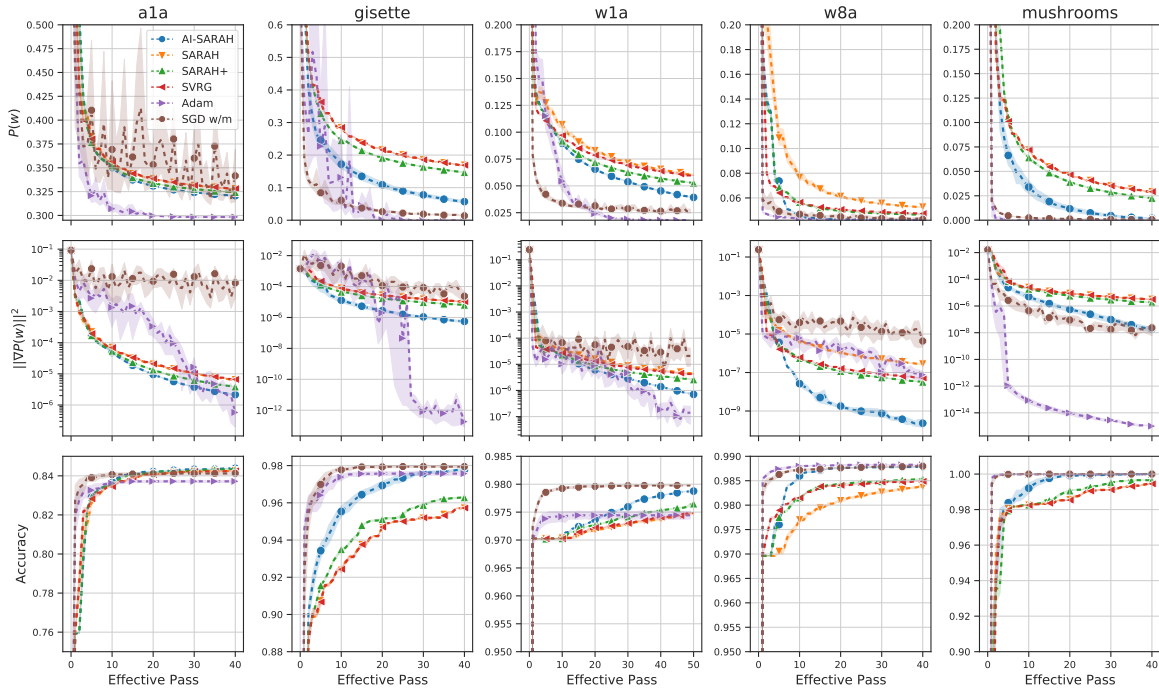 a1a gisette w1a w8a mushrooms
P(w)
0.500 0.475 0.450 0.425 0.400 0.375 0.350 0.325 0.300
AI-SARAH
SARAH
SARAH+
SVRG
Adam
SGD w/m
0.6 0.5 0.4 0.3 0.2 0.1 0.0
0.200 0.175 0.150 0.125 0.100 0.075 0.050 0.025
0.20 0.18 0.16 0.14 0.12 0.10 0.08 0.06
0.200 0.175 0.150 0.125 0.100 0.075 0.050 0.025 0.000
||∇P(w)||²
10⁻¹ 10⁻² 10⁻³ 10⁻⁴ 10⁻⁵ 10⁻⁶
10⁻² 10⁻⁴ 10⁻⁶ 10⁻⁸ 10⁻¹⁰ 10⁻¹²
10⁻¹ 10⁻² 10⁻³ 10⁻⁴ 10⁻⁵ 10⁻⁶ 10⁻⁷
10⁻¹ 10⁻³ 10⁻⁵ 10⁻⁷ 10⁻⁹
10⁻² 10⁻⁴ 10⁻⁶ 10⁻⁸ 10⁻¹⁰ 10⁻¹² 10⁻¹⁴
Accuracy
0.84 0.82 0.80 0.78 0.76
0.98 0.96 0.94 0.92 0.90 0.88
0.985 0.980 0.975 0.970 0.965 0.960 0.955 0.950
0.990 0.985 0.980 0.975 0.970 0.965 0.960 0.955 0.950
1.00 0.98 0.96 0.94 0.92 0.90
0 10 20 30 40 0 10 20 30 40 0 10 20 30 40 50 0 10 20 30 40 0 10 20 30 40
Effective Pass Effective Pass Effective Pass Effective Pass Effective Pass